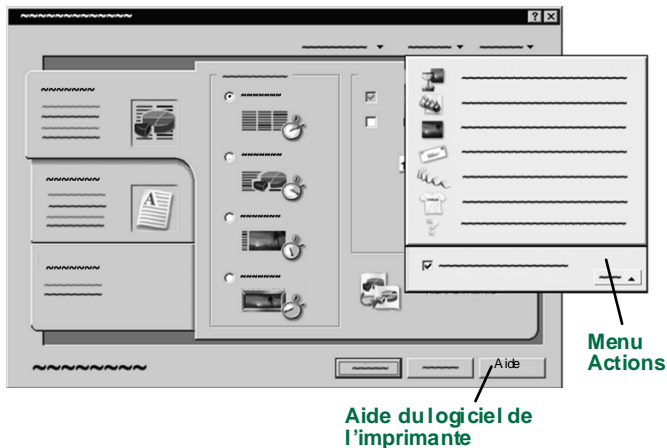 Aide
Menu
Actions
Aide du logiciel de
l'imprimante